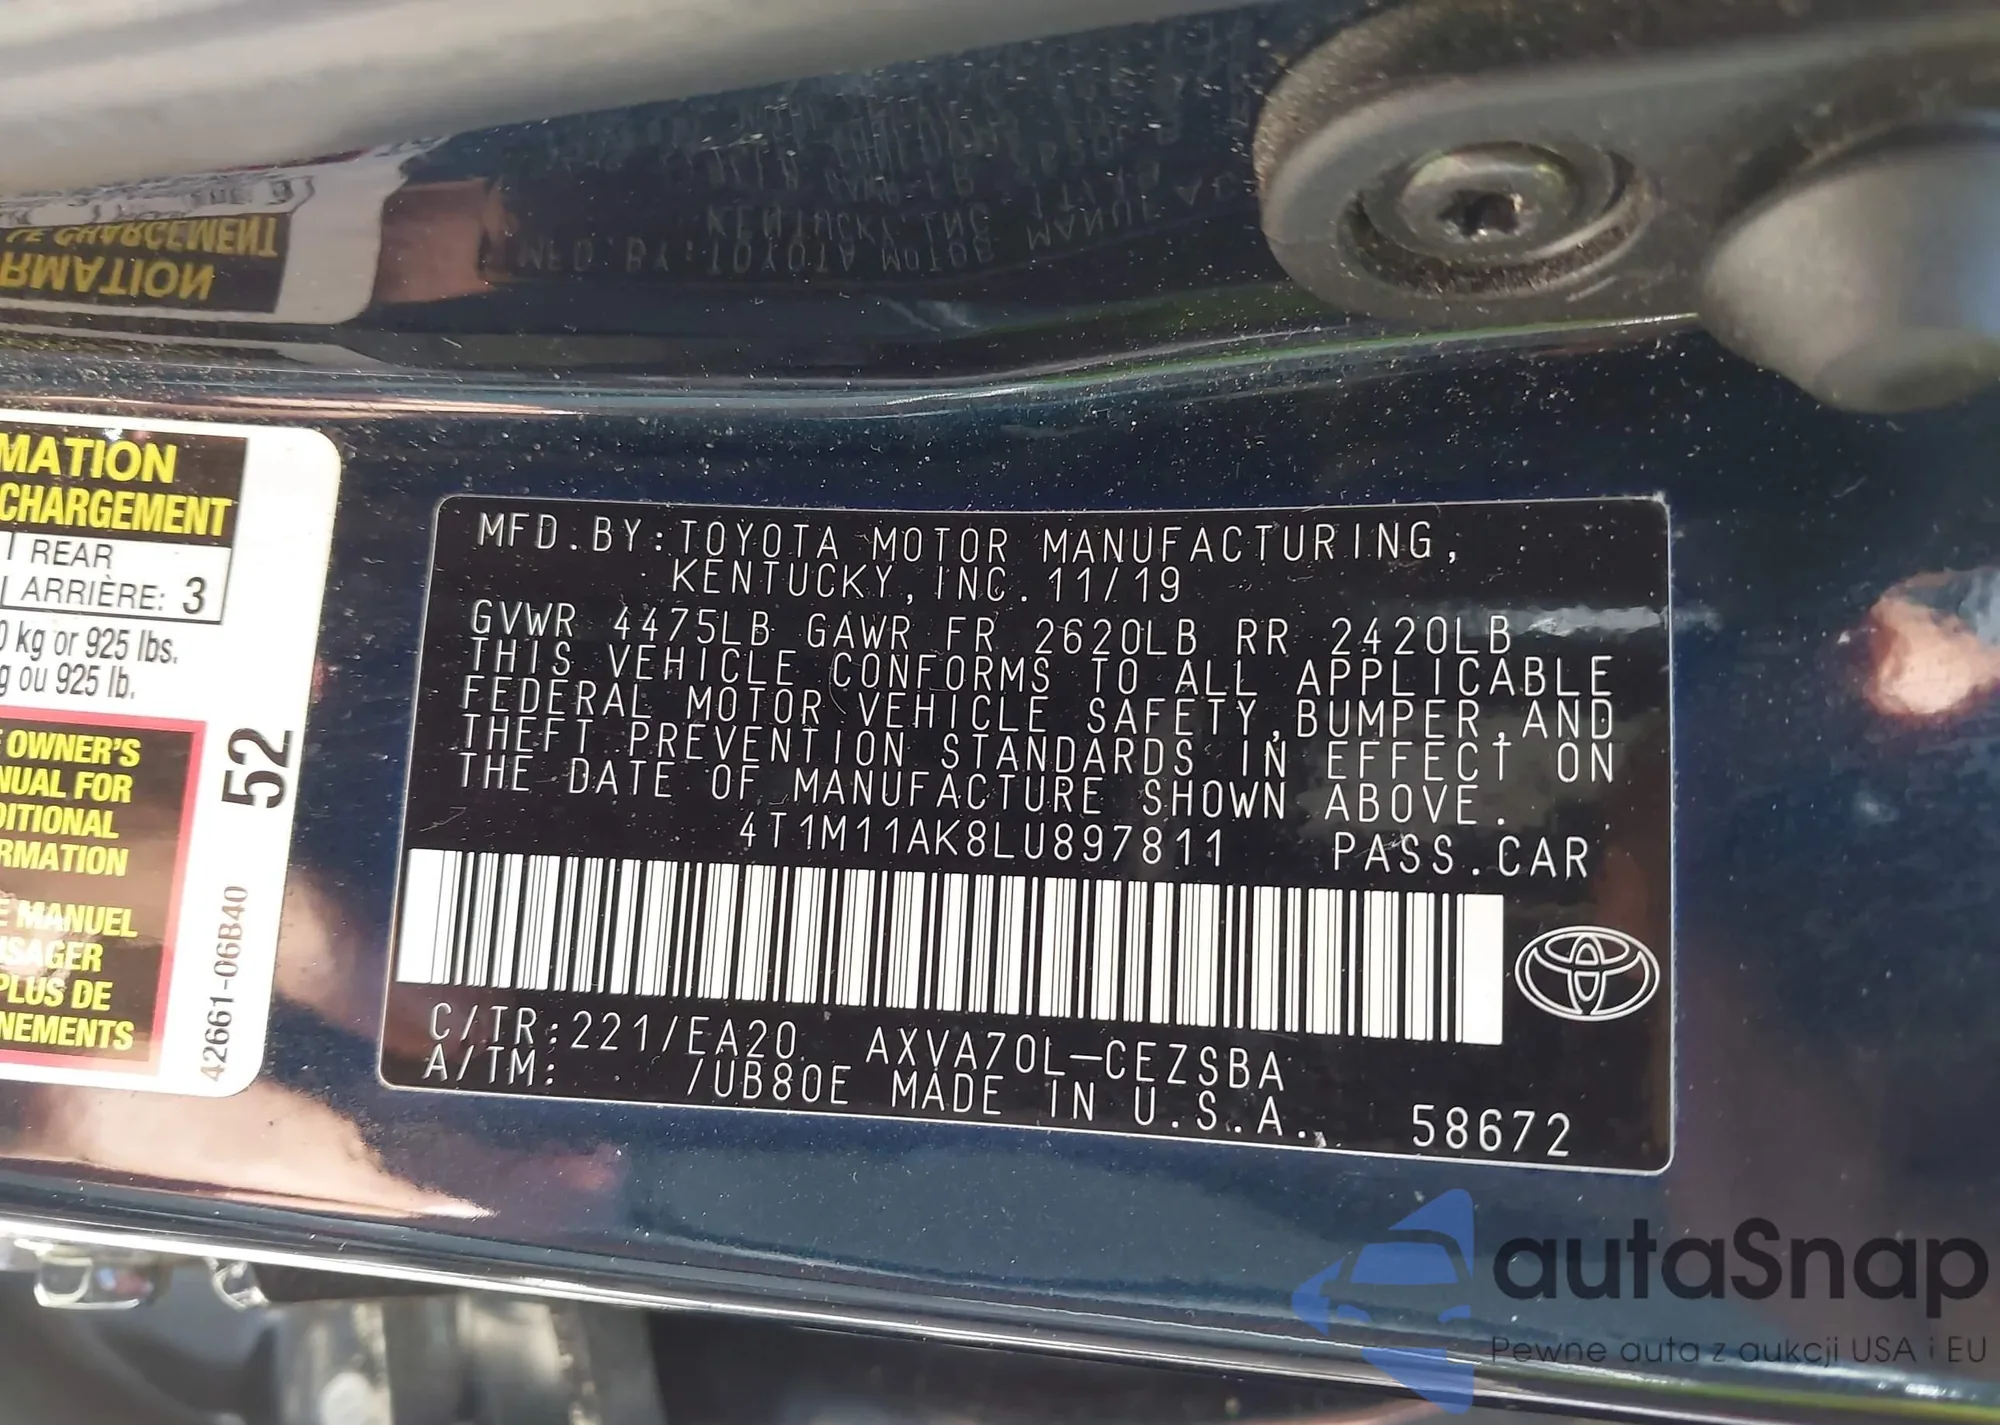 MATION
CHARGEMENT
REAR
ARRIÈRE: 3
0 kg or 925 lbs.
g ou 925 lb.
E OWNER'S
NUAL FOR
DITIONAL
RMATION
E MANUEL
USAGER
PLUS DE
NEMENTS
52
42661-06B40
MFD.BY:TOYOTA MOTOR MANUFACTURING,
KENTUCKY,INC.11/19
GVWR 4475LB GAWR FR 2620LB RR 2420LB
THIS VEHICLE CONFORMS TO ALL APPLICABLE
FEDERAL MOTOR VEHICLE SAFETY,BUMPER,AND
THEFT PREVENTION STANDARDS IN EFFECT ON
THE DATE OF MANUFACTURE SHOWN ABOVE.
4T1M11AK8LU897811 PASS.CAR
C/TR:221/EA20 AXVA70L-CEZSBA
A/TM: /UB80E MADE IN U.S.A.
58672
autaSnap
Pewne auta z aukcji USA i EU